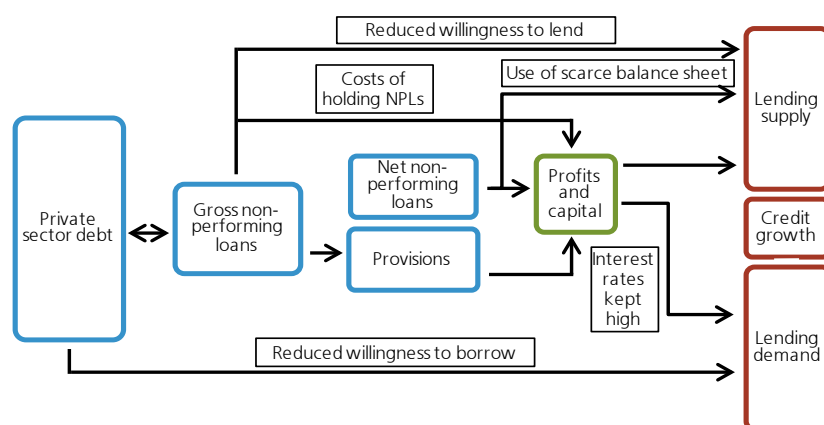 Reduced willingness to lend
Use of scarce balance sheet
Costs of
holding NPLs
Lending
supply
Private
sector debt
Gross non-
performing
loans
Net non-
performing
loans
Provisions
Profits
and
capital
Credit
growth
Interest
rates
kept
high
Lending
demand
Reduced willingness to borrow